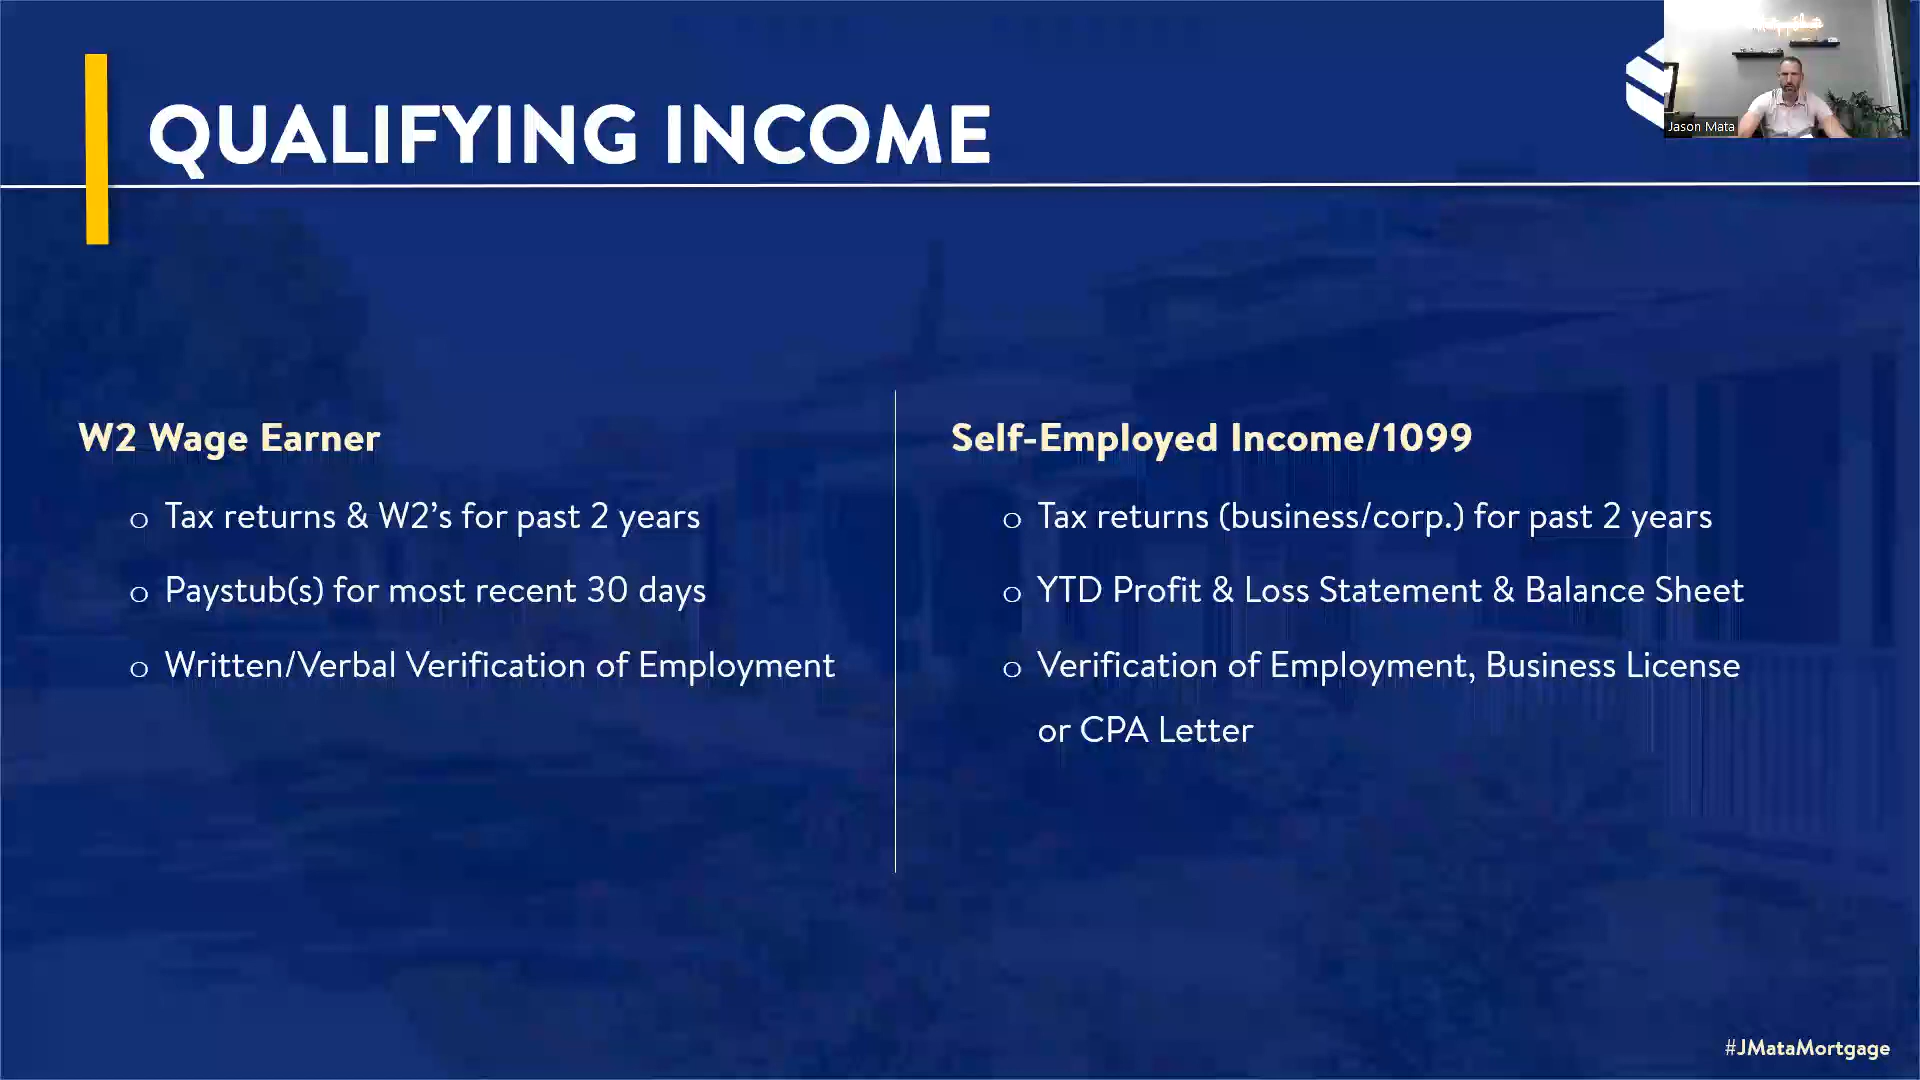 QUALIFYING INCOME
Jason Mata
W2 Wage Earner
o Tax returns & W2’s for past 2 years
o Paystub(s) for most recent 30 days
o Written/Verbal Verification of Employment
Self-Employed Income/1099
o Tax returns (business/corp.) for past 2 years
o YTD Profit & Loss Statement & Balance Sheet
o Verification of Employment, Business License
or CPA Letter
#JMataMortgage